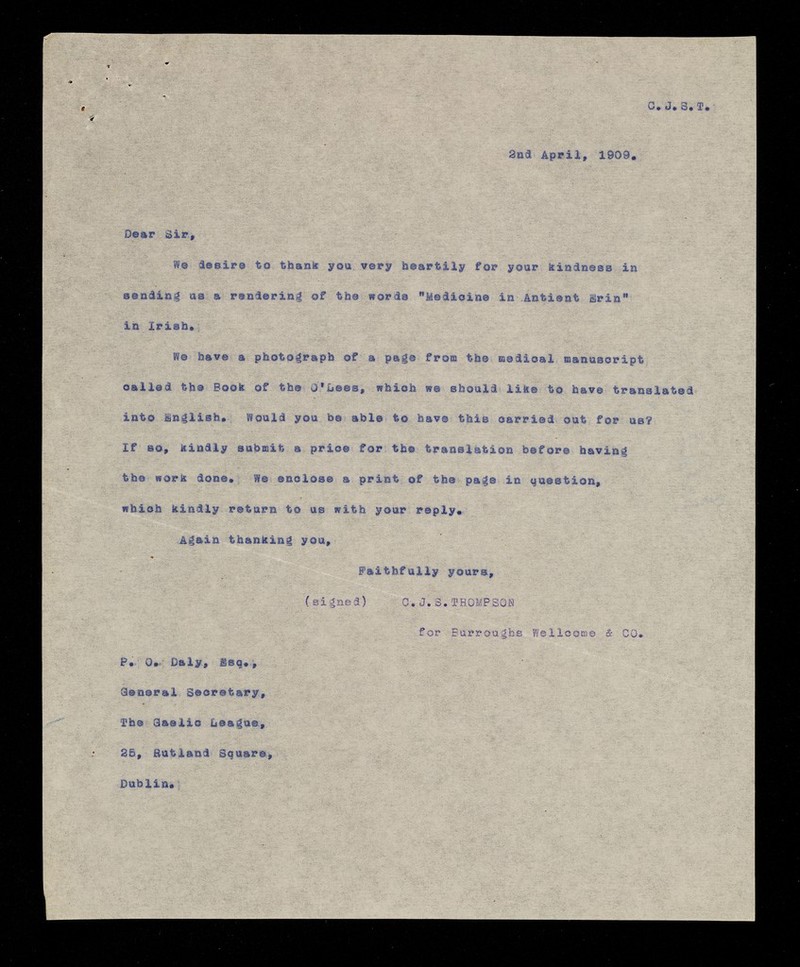 C.J.S.T.
2nd April, 1909.
Dear Sir,
We desire to thank you very heartily for your kindness in
sending us a rendering of the words "Medicine in Antient Erin"
in Irish.
We have a photograph of a page from the medical manuscript
called the Book of the O'Lees, which we should like to have translated
into English. Would you be able to have this carried out for us?
If so, kindly submit a price for the translation before having
the work done. We enclose a print of the page in question,
which kindly return to us with your reply.
Again thanking you,
Faithfully yours,
(signed) C.J.S.THOMPSON
for Burroughs Wellcome & CO.
P. O. Daly, Esq.,
General Secretary,
The Gaelic League,
25, Rutland Square,
Dublin.